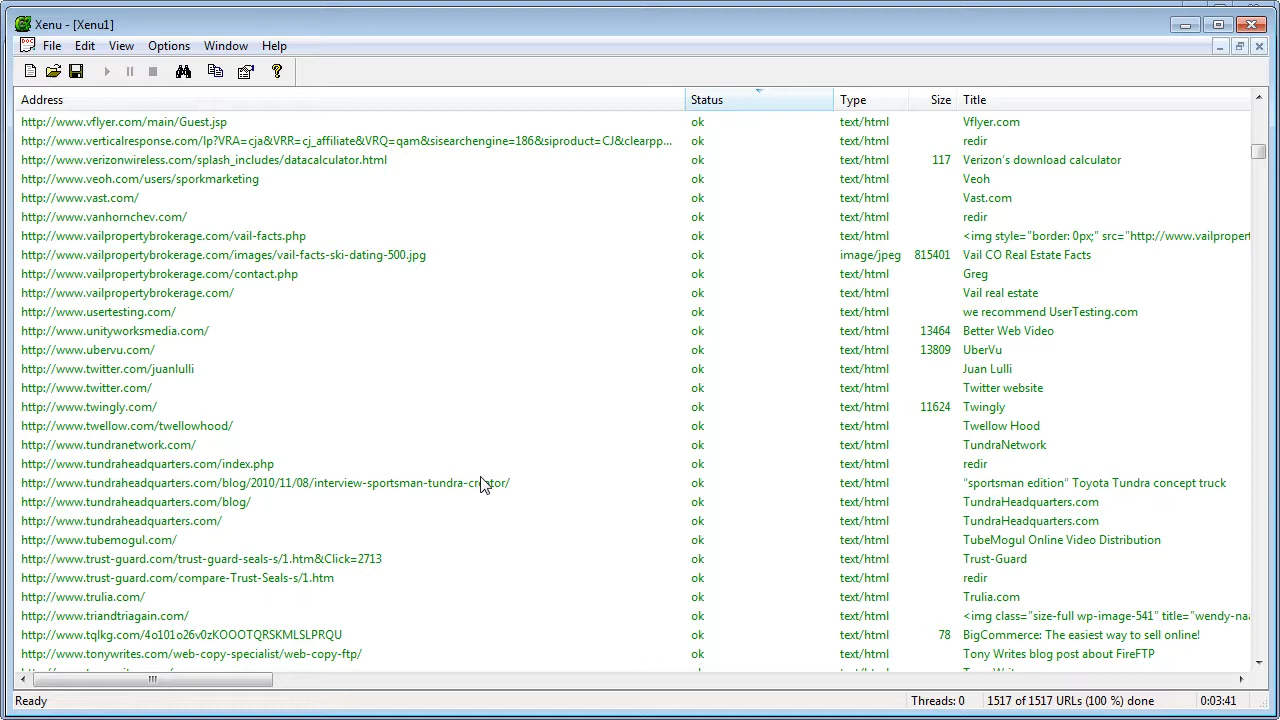 Xenu - [Xenu1]
File Edit View Options Window Help
Address Status Type Size Title
http://www.vflyer.com/main/Guest.jsp ok text/html Vflyer.com
http://www.verticalresponse.com/lp?VRA=cja&VRR=cj_affiliate&VRQ=qam&sisearchengine=186&siproduct=CJ&clearpp... ok text/html redir
http://www.verizonwireless.com/splash_includes/datacalculator.html ok text/html 117 Verizon's download calculator
http://www.veoh.com/users/sporkmarketing ok text/html Veoh
http://www.vast.com/ ok text/html Vast.com
http://www.vanhornchev.com/ ok text/html redir
http://www.vailpropertybrokerage.com/vail-facts.php ok text/html <img style="border: 0px;" src="http://www.vailpropert
http://www.vailpropertybrokerage.com/images/vail-facts-ski-dating-500.jpg ok image/jpeg 815401 Vail CO Real Estate Facts
http://www.vailpropertybrokerage.com/contact.php ok text/html Greg
http://www.vailpropertybrokerage.com/ ok text/html Vail real estate
http://www.usertesting.com/ ok text/html we recommend UserTesting.com
http://www.unityworksmedia.com/ ok text/html 13464 Better Web Video
http://www.ubervu.com/ ok text/html 13809 UberVu
http://www.twitter.com/juanlulli ok text/html Juan Lulli
http://www.twitter.com/ ok text/html Twitter website
http://www.twingly.com/ ok text/html 11624 Twingly
http://www.twellow.com/twellowhood/ ok text/html Twellow Hood
http://www.tundranetwork.com/ ok text/html TundraNetwork
http://www.tundraheadquarters.com/index.php ok text/html redir
http://www.tundraheadquarters.com/blog/2010/11/08/interview-sportsman-tundra-creator/ ok text/html "sportsman edition" Toyota Tundra concept truck
http://www.tundraheadquarters.com/blog/ ok text/html TundraHeadquarters.com
http://www.tundraheadquarters.com/ ok text/html TundraHeadquarters.com
http://www.tubemogul.com/ ok text/html TubeMogul Online Video Distribution
http://www.trust-guard.com/trust-guard-seals-s/1.htm&Click=2713 ok text/html Trust-Guard
http://www.trust-guard.com/compare-Trust-Seals-s/1.htm ok text/html redir
http://www.trulia.com/ ok text/html Trulia.com
http://www.triandtriagain.com/ ok text/html <img class="size-full wp-image-541" title="wendy-naa
http://www.tqlkg.com/4o101o26v0zKOOOTQRSKMLSLPRQU ok text/html 78 BigCommerce: The easiest way to sell online!
http://www.tonywrites.com/web-copy-specialist/web-copy-ftp/ ok text/html Tony Writes blog post about FireFTP
Ready Threads: 0 1517 of 1517 URLs (100 %) done 0:03:41